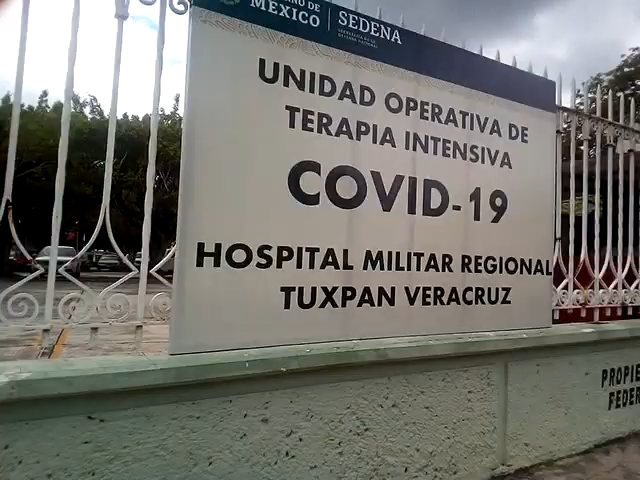 MÉXICO
SEDENA
UNIDAD OPERATIVA DE
TERAPIA INTENSIVA
COVID-19
HOSPITAL MILITAR REGIONAL
TUXPAN VERACRUZ
PROPIE
FEDER